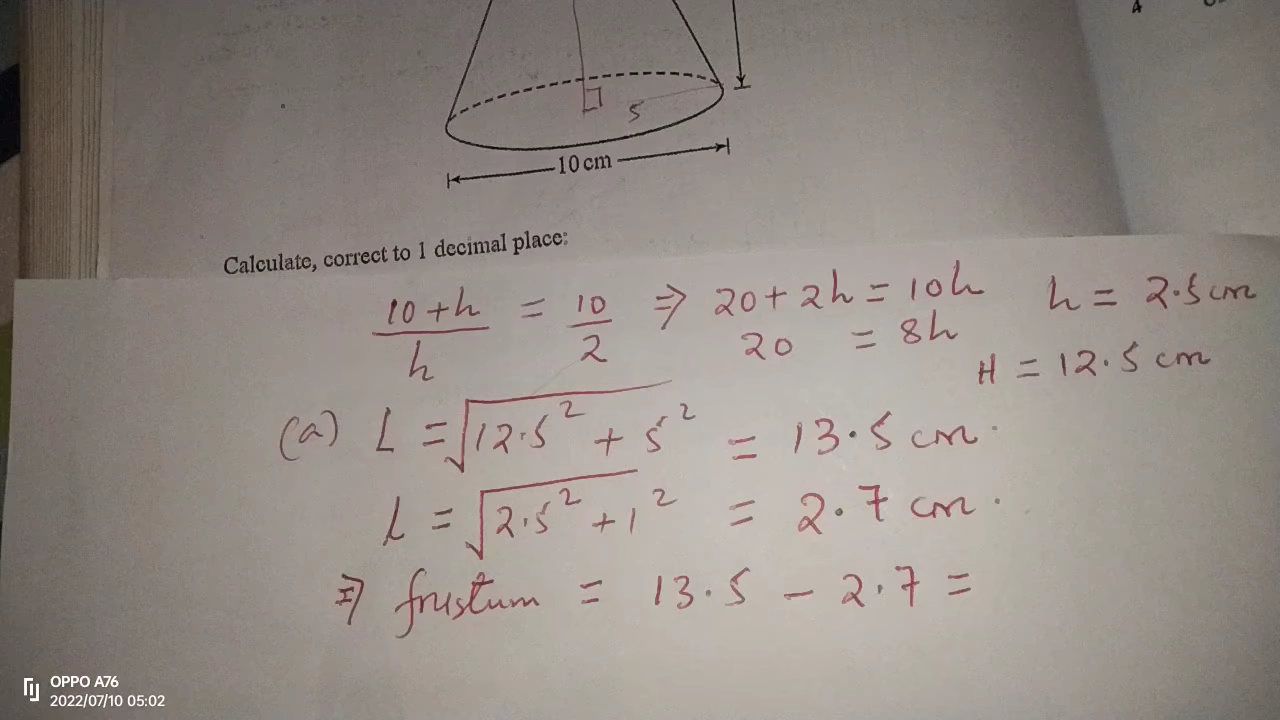 5
10 cm
Calculate, correct to 1 decimal place:
10 + h / h = 10 / 2 ⇒ 20 + 2h = 10h h = 2.5 cm
20 = 8h
H = 12.5 cm
(a) L = √12.5² + 5² = 13.5 cm.
l = √2.5² + 1² = 2.7 cm.
⇒ frustum = 13.5 − 2.7 =
OPPO A76
2022/07/10 05:02